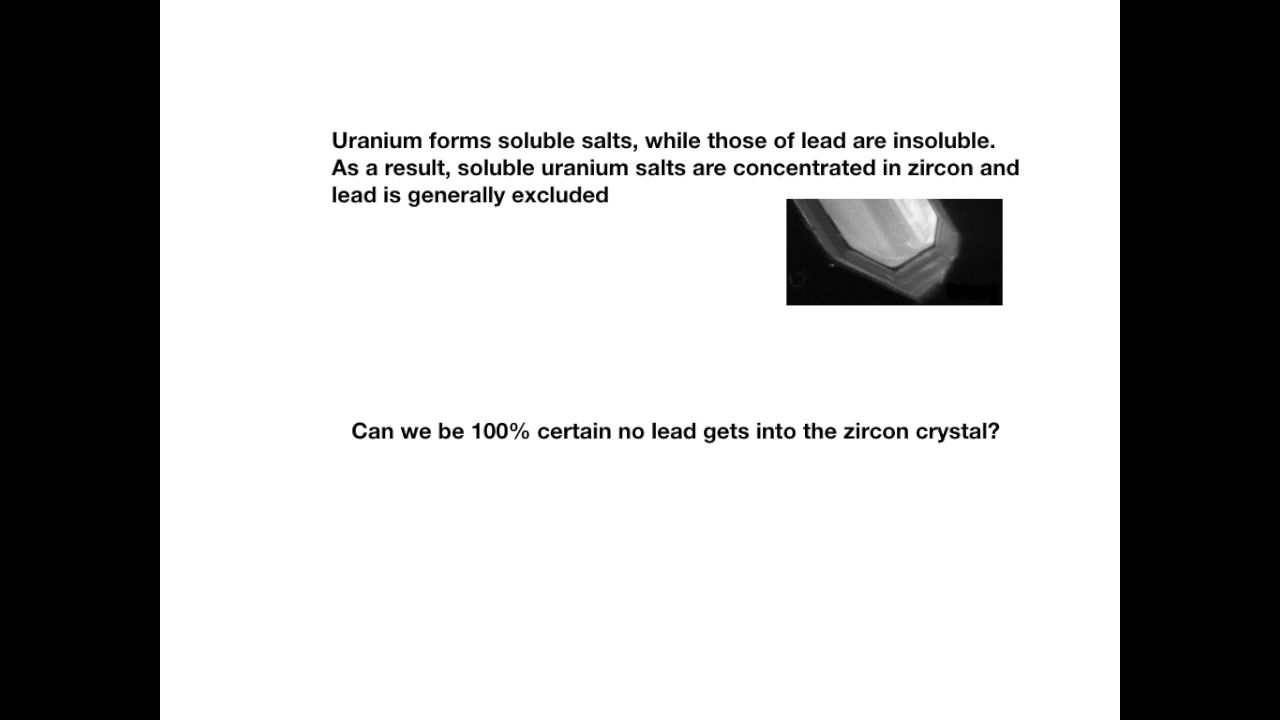 Uranium forms soluble salts, while those of lead are insoluble.
As a result, soluble uranium salts are concentrated in zircon and
lead is generally excluded
Can we be 100% certain no lead gets into the zircon crystal?